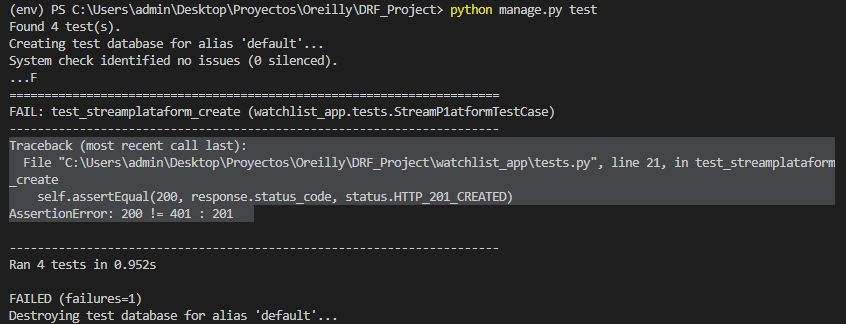 (env) PS C:\Users\admin\Desktop\Proyectos\Oreilly\DRF_Project> python manage.py test
Found 4 test(s).
Creating test database for alias 'default'...
System check identified no issues (0 silenced).
...F
======================================================================
FAIL: test_streamplataform_create (watchlist_app.tests.StreamP1atformTestCase)
----------------------------------------------------------------------
Traceback (most recent call last):
  File "C:\Users\admin\Desktop\Proyectos\Oreilly\DRF_Project\watchlist_app\tests.py", line 21, in test_streamplataform
_create
    self.assertEqual(200, response.status_code, status.HTTP_201_CREATED)
AssertionError: 200 != 401 : 201

----------------------------------------------------------------------
Ran 4 tests in 0.952s

FAILED (failures=1)
Destroying test database for alias 'default'...